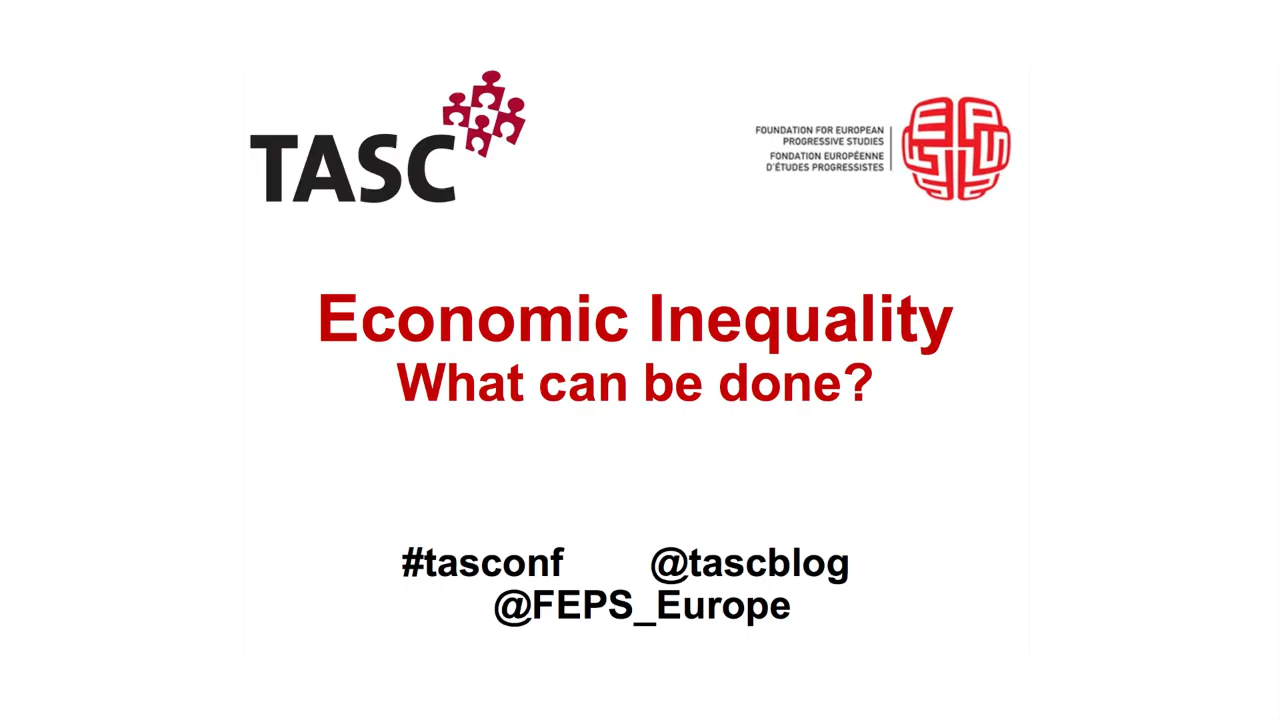 TASC
FOUNDATION FOR EUROPEAN
PROGRESSIVE STUDIES
FONDATION EUROPÉENNE
D'ÉTUDES PROGRESSISTES
FEPS
Economic Inequality
What can be done?
#tasconf @tascblog
@FEPS_Europe